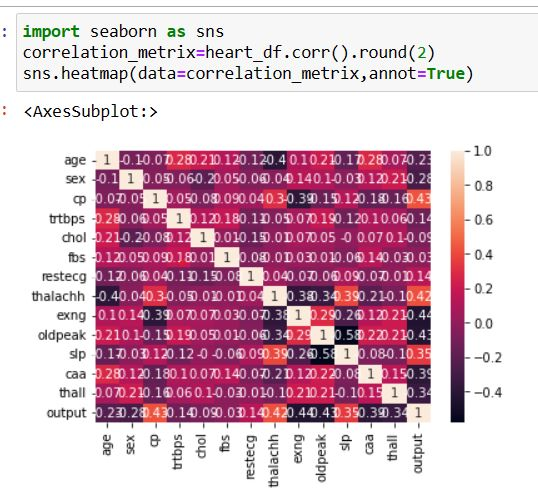 import seaborn as sns
correlation_metrix=heart_df.corr().round(2)
sns.heatmap(data=correlation_metrix,annot=True)
<AxesSubplot:>
age 1 -0.1 -0.07 0.28 0.21 0.12 -0.12 -0.4 0.1 0.21 -0.17 0.28 0.07 -0.23
sex -0.1 1 -0.05 -0.06 -0.2 0.05 -0.06 -0.04 0.14 0.1 -0.03 0.12 0.21 -0.28
cp -0.07 -0.05 1 0.05 -0.08 0.09 0.04 0.3 -0.39 -0.15 0.12 -0.18 -0.16 0.43
trtbps 0.28 -0.06 0.05 1 0.12 0.18 -0.11 -0.05 0.07 0.19 -0.12 0.1 0.06 -0.14
chol 0.21 -0.2 -0.08 0.12 1 0.01 -0.15 -0.01 0.07 0.05 -0 0.07 0.1 -0.09
fbs 0.12 0.05 0.09 0.18 0.01 1 -0.08 -0.01 0.03 0.01 -0.06 0.14 -0.03 -0.03
restecg -0.12 -0.06 0.04 -0.11 -0.15 -0.08 1 0.04 -0.07 -0.06 0.09 -0.07 -0.01 0.14
thalachh -0.4 -0.04 0.3 -0.05 -0.01 -0.01 0.04 1 -0.38 -0.34 0.39 -0.21 -0.1 0.42
exng 0.1 0.14 -0.39 0.07 0.07 0.03 -0.07 -0.38 1 0.29 -0.26 0.12 0.21 -0.44
oldpeak 0.21 0.1 -0.15 0.19 0.05 0.01 -0.06 -0.34 0.29 1 -0.58 0.22 0.21 -0.43
slp -0.17 -0.03 0.12 -0.12 -0 -0.06 0.09 0.39 -0.26 -0.58 1 -0.08 -0.1 0.35
caa 0.28 0.12 -0.18 0.1 0.07 0.14 -0.07 -0.21 0.12 0.22 -0.08 1 0.15 -0.39
thall 0.07 0.21 -0.16 0.06 0.1 -0.03 -0.01 -0.1 0.21 0.21 -0.1 0.15 1 -0.34
output -0.23 -0.28 0.43 -0.14 -0.09 -0.03 0.14 0.42 -0.44 -0.43 0.35 -0.39 -0.34 1
age sex cp trtbps chol fbs restecg thalachh exng oldpeak slp caa thall output
1.0
0.8
0.6
0.4
0.2
0.0
−0.2
−0.4